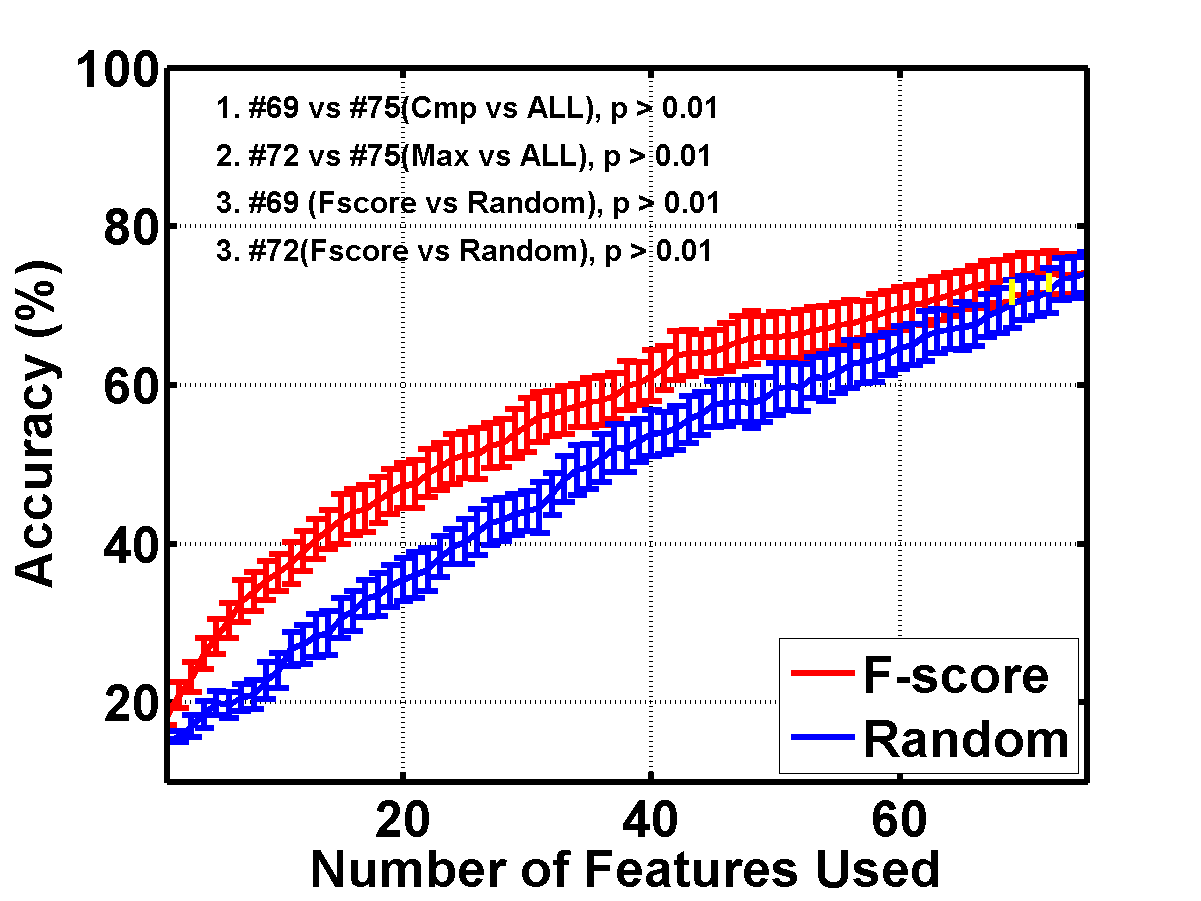 100
80
60
40
20
Accuracy (%)
1. #69 vs #75(Cmp vs ALL), p > 0.01
2. #72 vs #75(Max vs ALL), p > 0.01
3. #69 (Fscore vs Random), p > 0.01
3. #72(Fscore vs Random), p > 0.01
F-score
Random
20 40 60
Number of Features Used